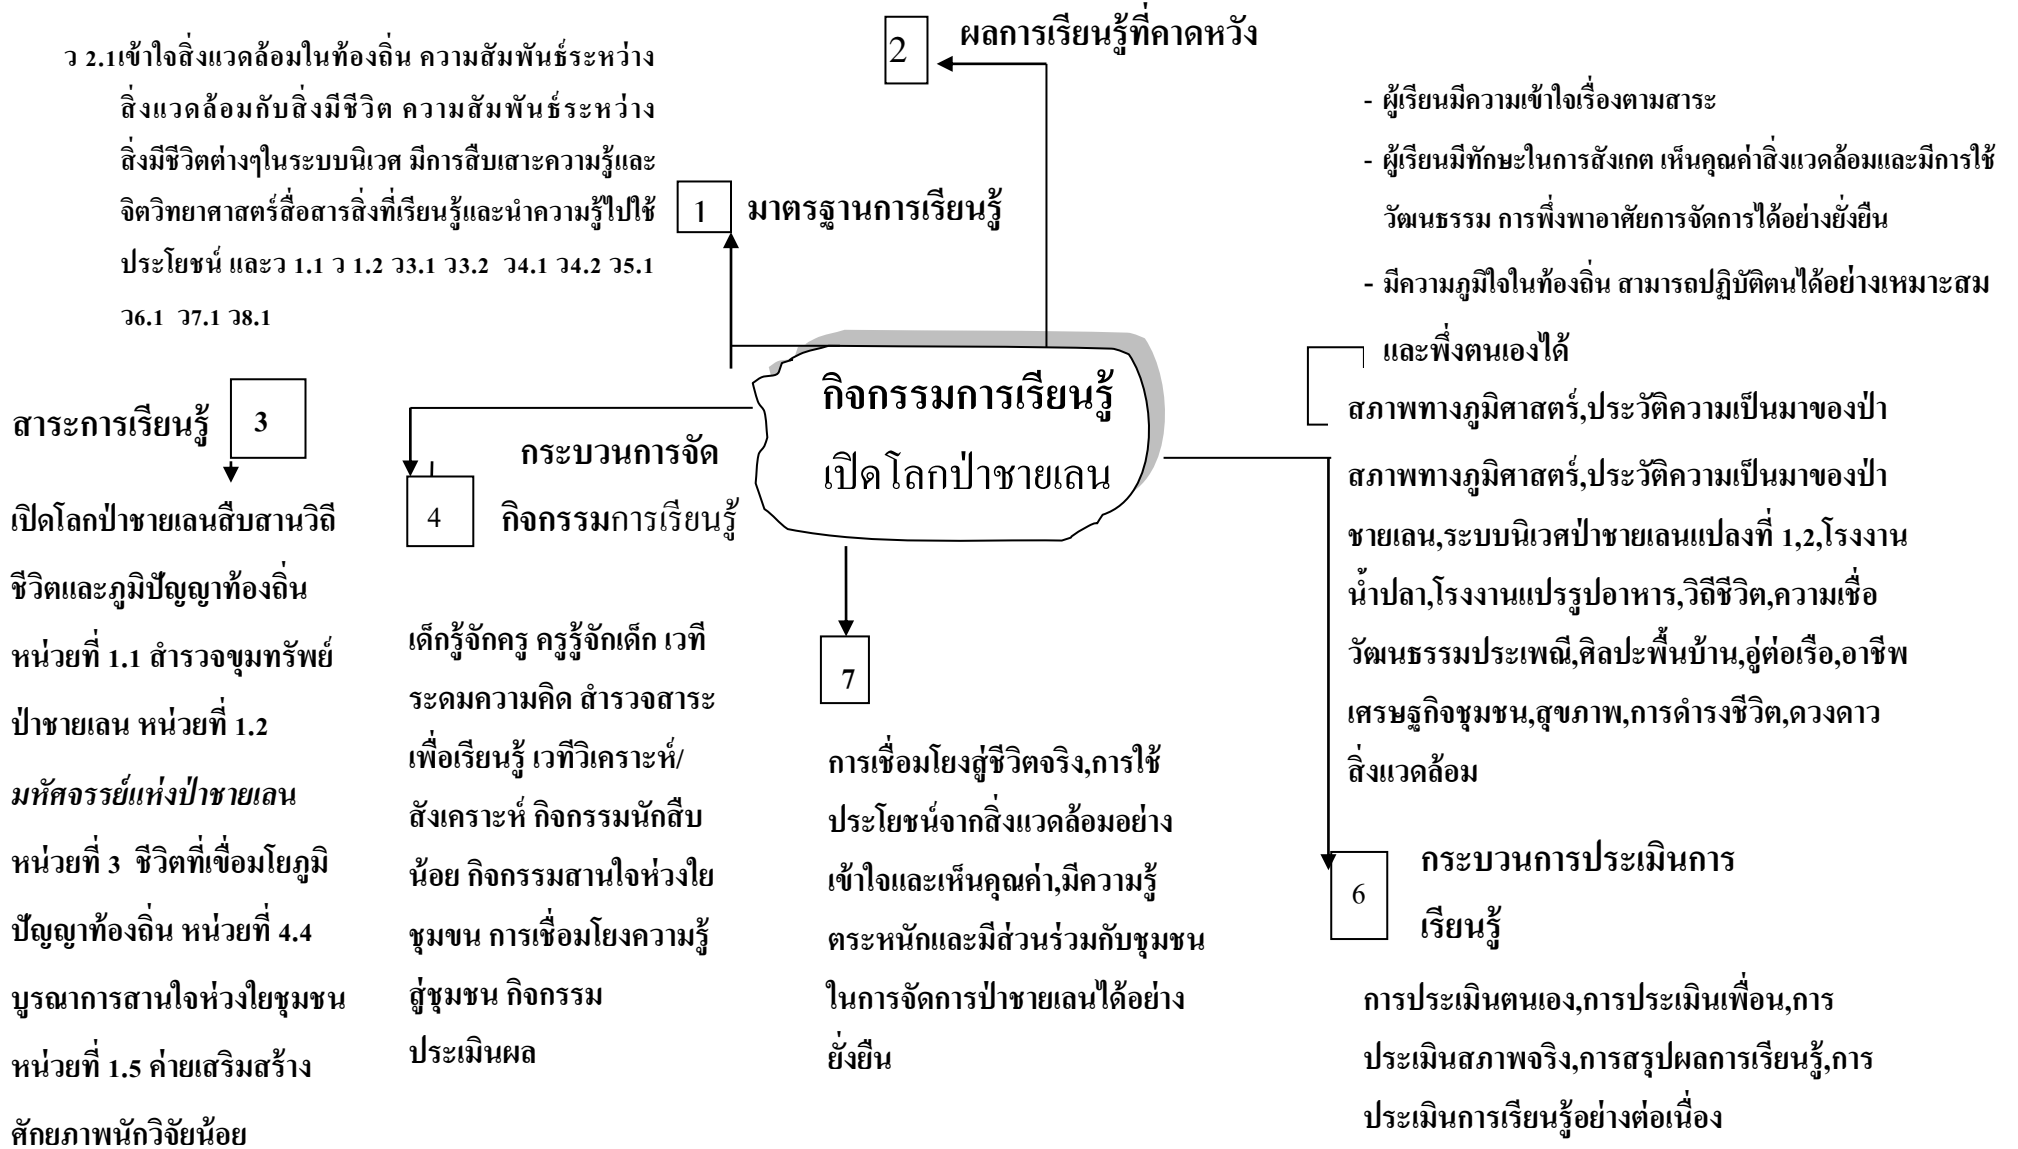 2
ผลการเรียนรู้ที่คาดหวัง
ว 2.1เข้าใจสิ่งแวดล้อมในท้องถิ่น ความสัมพันธ์ระหว่าง
สิ่งแวดล้อมกับสิ่งมีชีวิต ความสัมพันธ์ระหว่าง
สิ่งมีชีวิตต่างๆในระบบนิเวศ มีการสืบเสาะความรู้และ
จิตวิทยาศาสตร์สื่อสารสิ่งที่เรียนรู้และนำความรู้ไปใช้
ประโยชน์ และว 1.1 ว 1.2 ว3.1 ว3.2 ว4.1 ว4.2 ว5.1
ว6.1 ว7.1 ว8.1
1
มาตรฐานการเรียนรู้
- ผู้เรียนมีความเข้าใจเรื่องตามสาระ
- ผู้เรียนมีทักษะในการสังเกต เห็นคุณค่าสิ่งแวดล้อมและมีการใช้
วัฒนธรรม การพึ่งพาอาศัยการจัดการได้อย่างยั่งยืน
- มีความภูมิใจในท้องถิ่น สามารถปฏิบัติตนได้อย่างเหมาะสม
และพึ่งตนเองได้
กิจกรรมการเรียนรู้
เปิดโลกป่าชายเลน
สาระการเรียนรู้
3
เปิดโลกป่าชายเลนสืบสานวิถี
ชีวิตและภูมิปัญญาท้องถิ่น
หน่วยที่ 1.1 สำรวจขุมทรัพย์
ป่าชายเลน หน่วยที่ 1.2
มหัศจรรย์แห่งป่าชายเลน
หน่วยที่ 3 ชีวิตที่เขื่อมโยภูมิ
ปัญญาท้องถิ่น หน่วยที่ 4.4
บูรณาการสานใจห่วงใยชุมชน
หน่วยที่ 1.5 ค่ายเสริมสร้าง
ศักยภาพนักวิจัยน้อย
4
กระบวนการจัด
กิจกรรมการเรียนรู้
เด็กรู้จักครู ครูรู้จักเด็ก เวที
ระดมความคิด สำรวจสาระ
เพื่อเรียนรู้ เวทีวิเคราะห์/
สังเคราะห์ กิจกรรมนักสืบ
น้อย กิจกรรมสานใจห่วงใย
ชุมขน การเชื่อมโยงความรู้
สู่ชุมชน กิจกรรม
ประเมินผล
7
การเชื่อมโยงสู่ชีวิตจริง,การใช้
ประโยชน์จากสิ่งแวดล้อมอย่าง
เข้าใจและเห็นคุณค่า,มีความรู้
ตระหนักและมีส่วนร่วมกับชุมชน
ในการจัดการป่าชายเลนได้อย่าง
ยั่งยืน
สภาพทางภูมิศาสตร์,ประวัติความเป็นมาของป่า
สภาพทางภูมิศาสตร์,ประวัติความเป็นมาของป่า
ชายเลน,ระบบนิเวศป่าชายเลนแปลงที่ 1,2,โรงงาน
น้ำปลา,โรงงานแปรรูปอาหาร,วิถีชีวิต,ความเชื่อ
วัฒนธรรมประเพณี,ศิลปะพื้นบ้าน,อู่ต่อเรือ,อาชีพ
เศรษฐกิจชุมชน,สุขภาพ,การดำรงชีวิต,ดวงดาว
สิ่งแวดล้อม
6
กระบวนการประเมินการ
เรียนรู้
การประเมินตนเอง,การประเมินเพื่อน,การ
ประเมินสภาพจริง,การสรุปผลการเรียนรู้,การ
ประเมินการเรียนรู้อย่างต่อเนื่อง